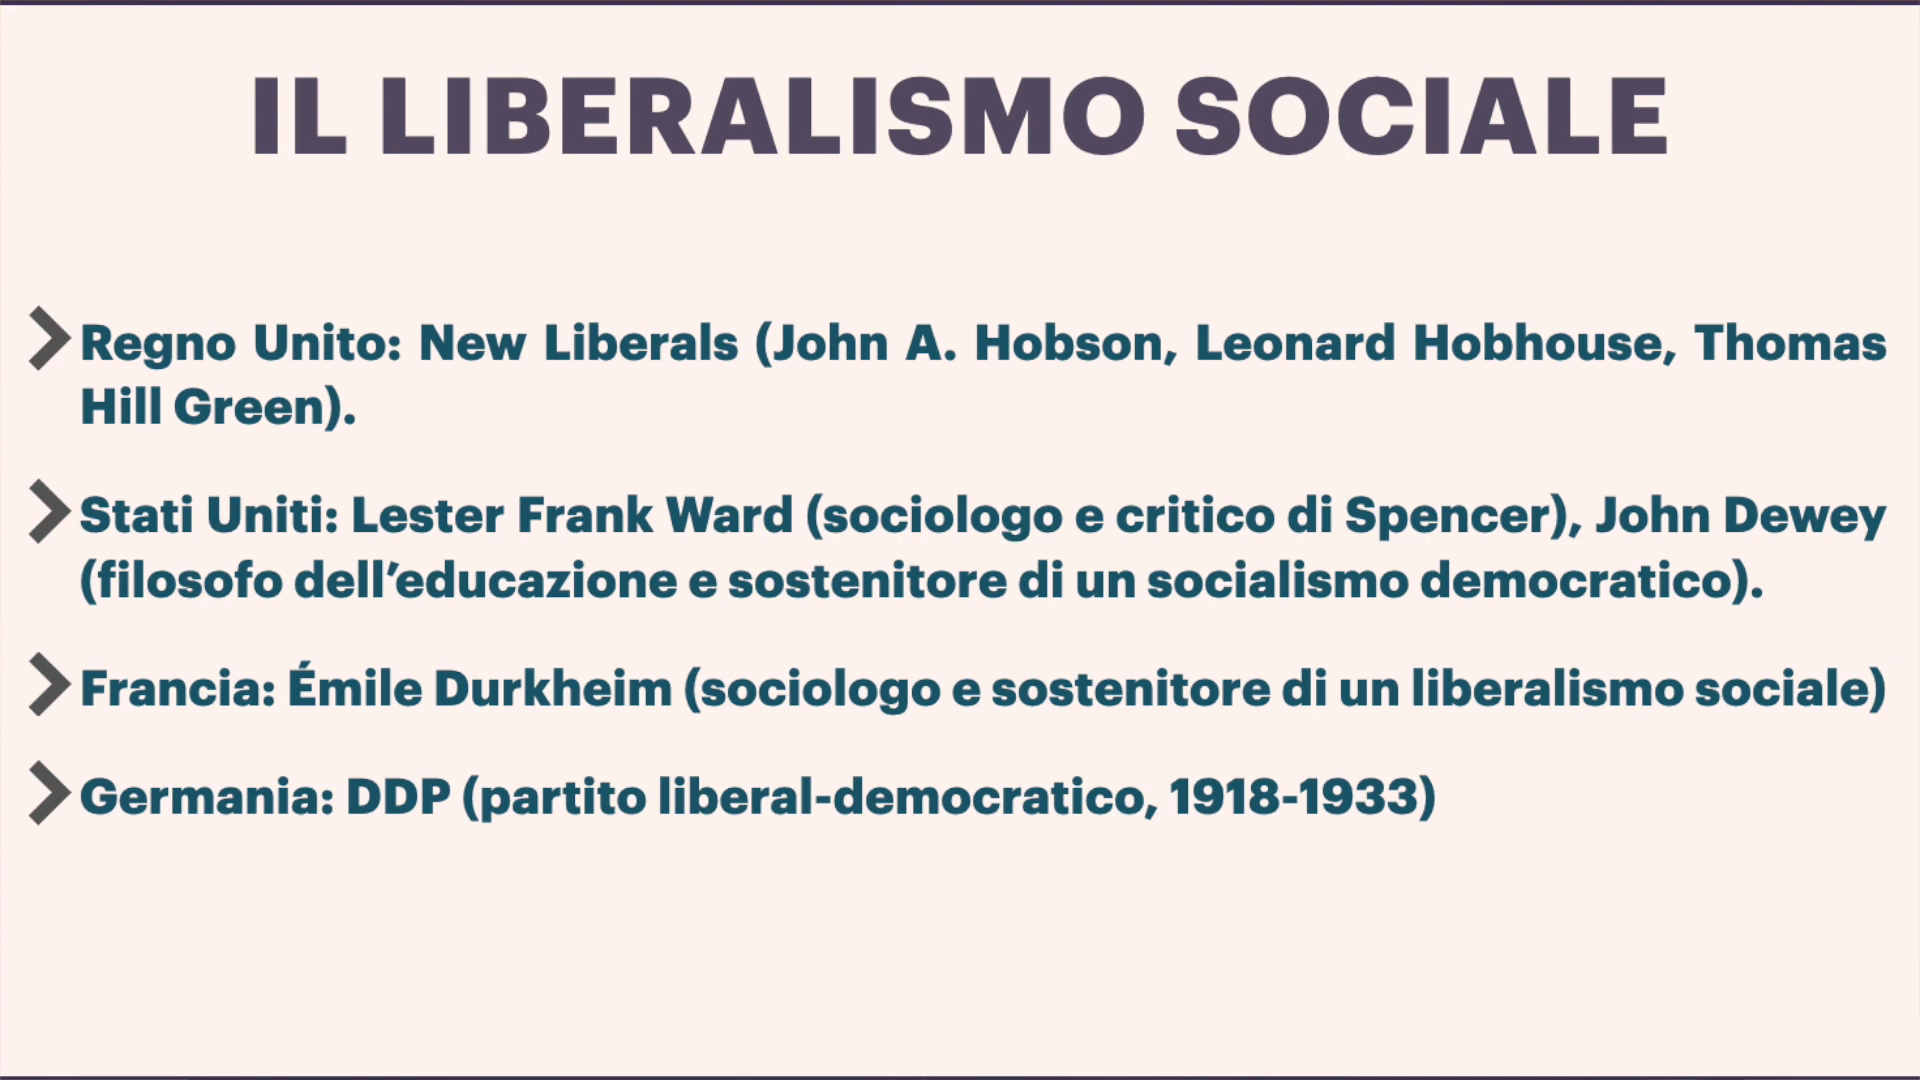 IL LIBERALISMO SOCIALE
Regno Unito: New Liberals (John A. Hobson, Leonard Hobhouse, Thomas
Hill Green).
Stati Uniti: Lester Frank Ward (sociologo e critico di Spencer), John Dewey
(filosofo dell’educazione e sostenitore di un socialismo democratico).
Francia: Émile Durkheim (sociologo e sostenitore di un liberalismo sociale)
Germania: DDP (partito liberal-democratico, 1918-1933)